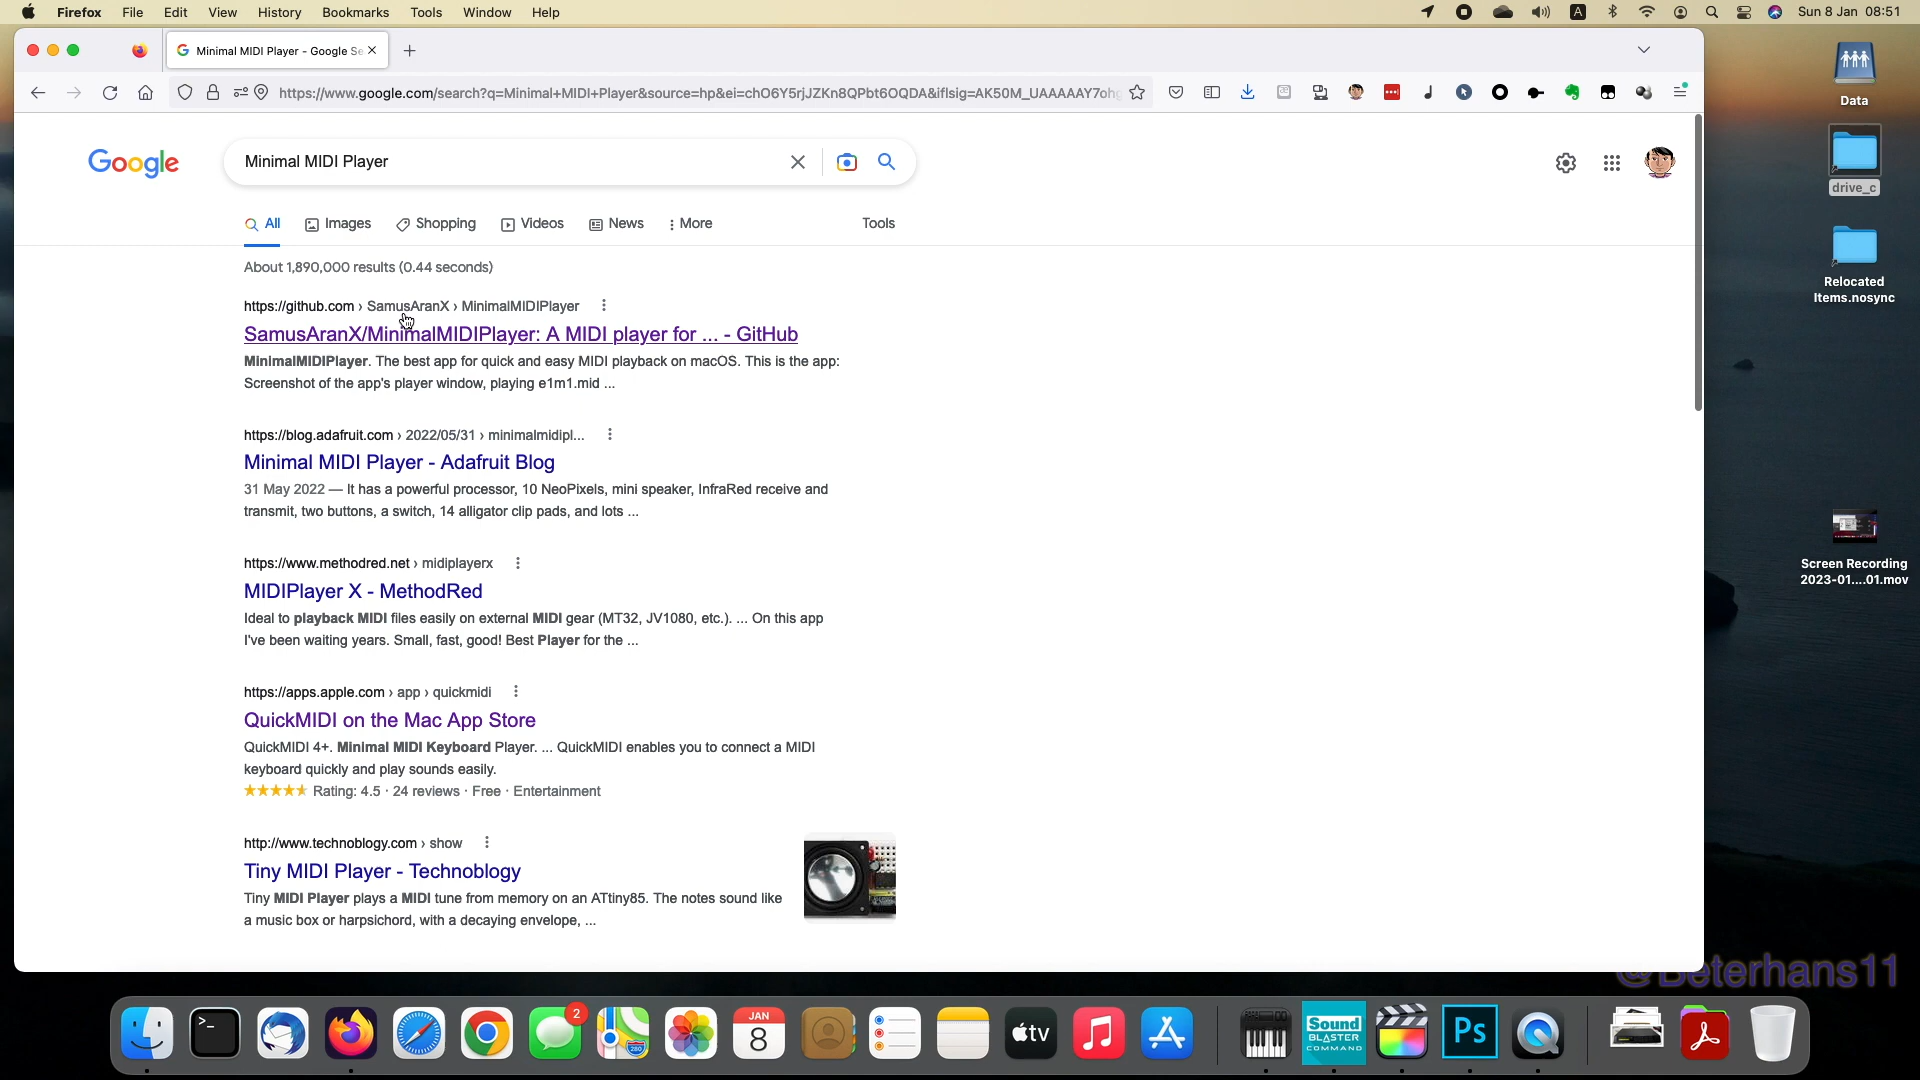 Firefox File Edit View History Bookmarks Tools Window Help
A
Sun 8 Jan 08:51
Minimal MIDI Player - Google Se
https://www.google.com/search?q=Minimal+MIDI+Player&source=hp&ei=chO6Y5rjJZKn8QPbt6OQDA&iflsig=AK50M_UAAAAAY7ohg
Data
drive_c
Relocated
Items.nosync
Screen Recording
2023-01....01.mov
Google
Minimal MIDI Player
All Images Shopping Videos News More Tools
About 1,890,000 results (0.44 seconds)
https://github.com › SamusAranX › MinimalMIDIPlayer
SamusAranX/MinimalMIDIPlayer: A MIDI player for ... - GitHub
MinimalMIDIPlayer. The best app for quick and easy MIDI playback on macOS. This is the app:
Screenshot of the app's player window, playing e1m1.mid ...
https://blog.adafruit.com › 2022/05/31 › minimalmidipl...
Minimal MIDI Player - Adafruit Blog
31 May 2022 — It has a powerful processor, 10 NeoPixels, mini speaker, InfraRed receive and
transmit, two buttons, a switch, 14 alligator clip pads, and lots ...
https://www.methodred.net › midiplayerx
MIDIPlayer X - MethodRed
Ideal to playback MIDI files easily on external MIDI gear (MT32, JV1080, etc.). ... On this app
I've been waiting years. Small, fast, good! Best Player for the ...
https://apps.apple.com › app › quickmidi
QuickMIDI on the Mac App Store
QuickMIDI 4+. Minimal MIDI Keyboard Player. ... QuickMIDI enables you to connect a MIDI
keyboard quickly and play sounds easily.
Rating: 4.5 · 24 reviews · Free · Entertainment
http://www.technoblogy.com › show
Tiny MIDI Player - Technoblogy
Tiny MIDI Player plays a MIDI tune from memory on an ATtiny85. The notes sound like
a music box or harpsichord, with a decaying envelope, ...
@Beterhans11
2
JAN
8
280
tv
Sound
BLASTER
COMMAND
Ps